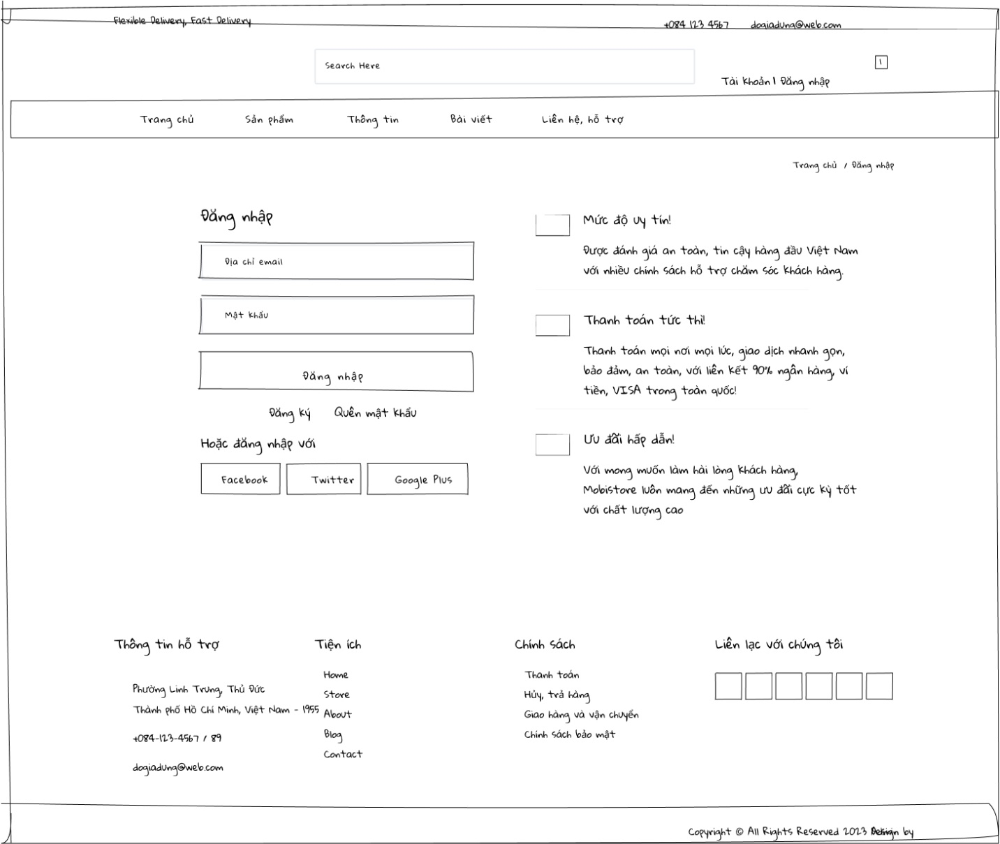 Flexible Delivery, Fast Delivery
+084 123 4567 dogiadung@web.com
Search Here
1
Tài khoản | Đăng nhập
Trang chủ Sản phẩm Thông tin Bài viết Liên hệ, hỗ trợ
Trang chủ / Đăng nhập
Đăng nhập
Địa chỉ email
Mật khẩu
Đăng nhập
Đăng ký Quên mật khẩu
Hoặc đăng nhập với
Facebook Twitter Google Plus
Mức độ uy tín!
Được đánh giá an toàn, tin cậy hàng đầu Việt Nam
với nhiều chính sách hỗ trợ chăm sóc khách hàng.
Thanh toán tức thì!
Thanh toán mọi nơi mọi lúc, giao dịch nhanh gọn,
bảo đảm, an toàn, với liên kết 90% ngân hàng, ví
tiền, VISA trong toàn quốc!
Ưu đãi hấp dẫn!
Với mong muốn làm hài lòng khách hàng,
Mobistore luôn mang đến những ưu đãi cực kỳ tốt
với chất lượng cao
Thông tin hỗ trợ
Phường Linh Trung, Thủ Đức
Thành phố Hồ Chí Minh, Việt Nam - 1955
+084-123-4567 / 89
dogiadung@web.com
Tiện ích
Home
Store
About
Blog
Contact
Chính sách
Thanh toán
Hủy, trả hàng
Giao hàng và vận chuyển
Chính sách bảo mật
Liên lạc với chúng tôi
Copyright © All Rights Reserved 2023 Design by